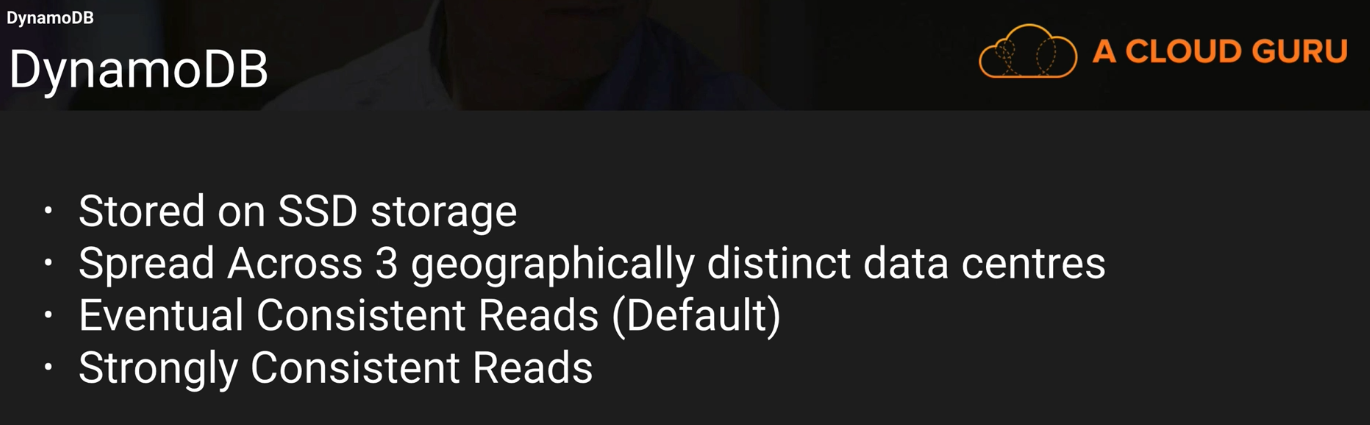 DynamoDB
DynamoDB
A CLOUD GURU
• Stored on SSD storage
• Spread Across 3 geographically distinct data centres
• Eventual Consistent Reads (Default)
• Strongly Consistent Reads